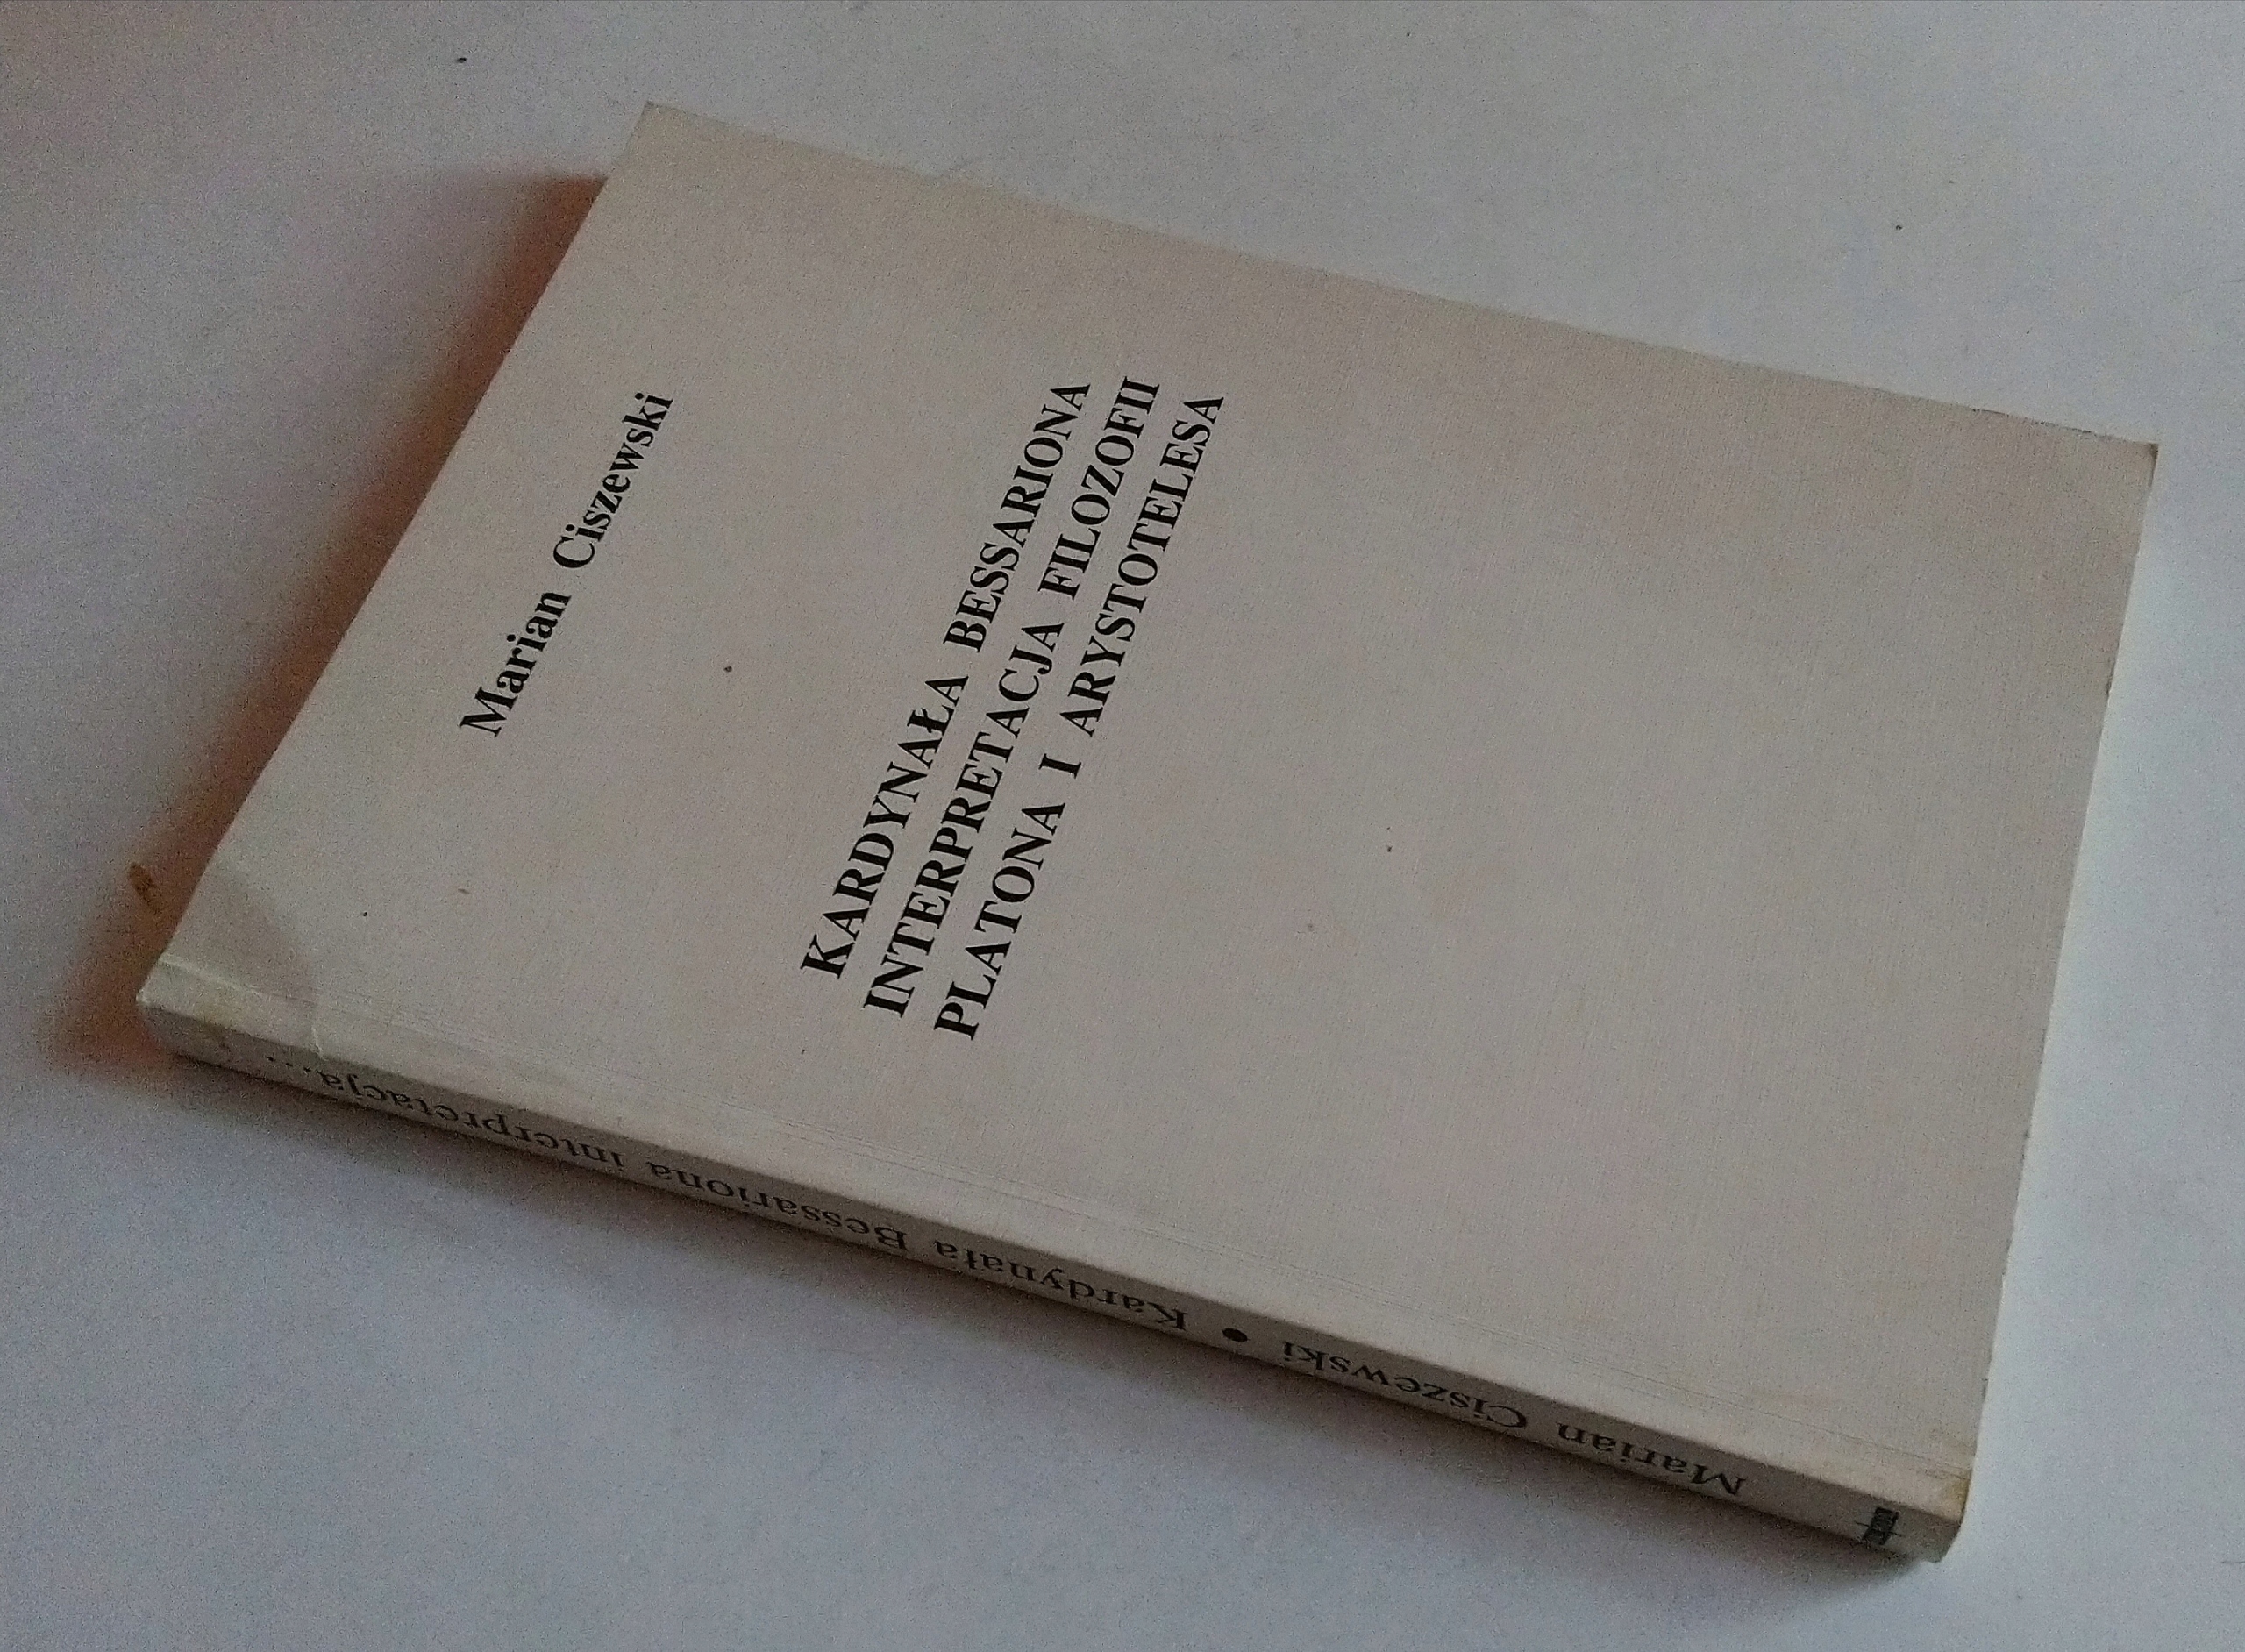 Marian Ciszewski
KARDYNAŁA BESSARIONA
INTERPRETACJA FILOZOFII
PLATONA I ARYSTOTELESA
Marian Ciszewski • Kardynała Bessariona interpretacja...